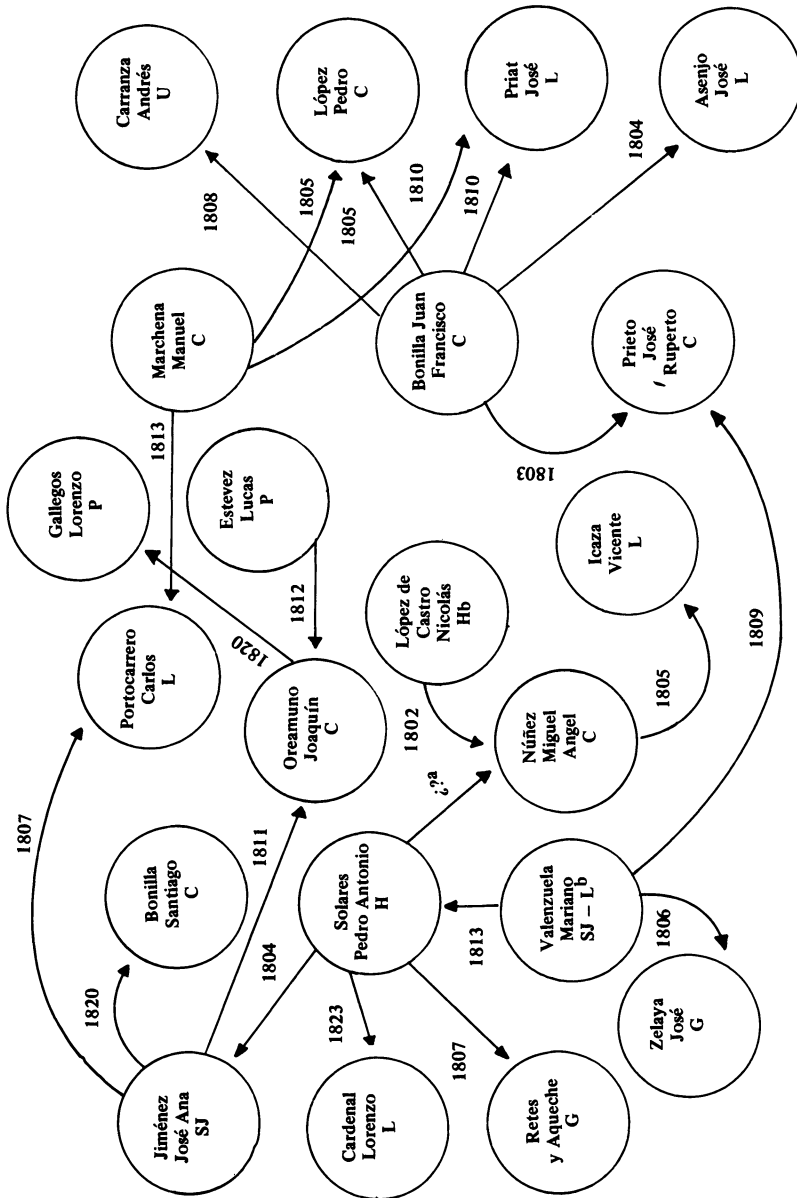 Carranza
Andrés
U
López
Pedro
C
Priat
José
L
Asenjo
José
L
1808
1805
1805
1810
1810
1804
Marchena
Manuel
C
Bonilla Juan
Francisco
C
Prieto
José
Ruperto
C
1813
1803
Gallegos
Lorenzo
P
Estevez
Lucas
P
Icaza
Vicente
L
1820
1812
López de
Castro
Nicolás
Hb
1809
Portocarrero
Carlos
L
Oreamuno
Joaquín
C
1802
Núñez
Miguel
Angel
C
1805
1807
1811
¿?a
Bonilla
Santiago
C
Solares
Pedro Antonio
H
Valenzuela
Mariano
SJ – Lb
1804
1813
1806
1820
1823
1807
Zelaya
José
G
Jiménez
José Ana
SJ
Cardenal
Lorenzo
L
Retes
y Aqueche
G